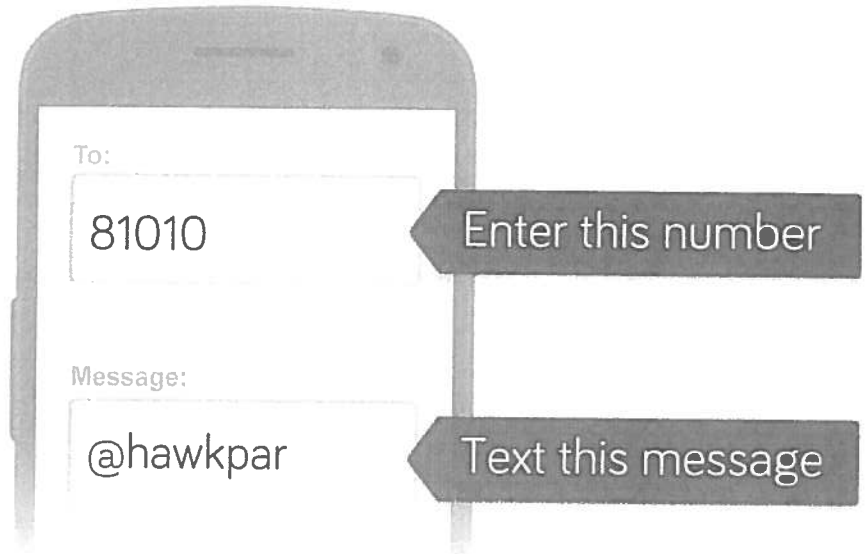 To:
81010
Enter this number
Message:
@hawkpar
Text this message